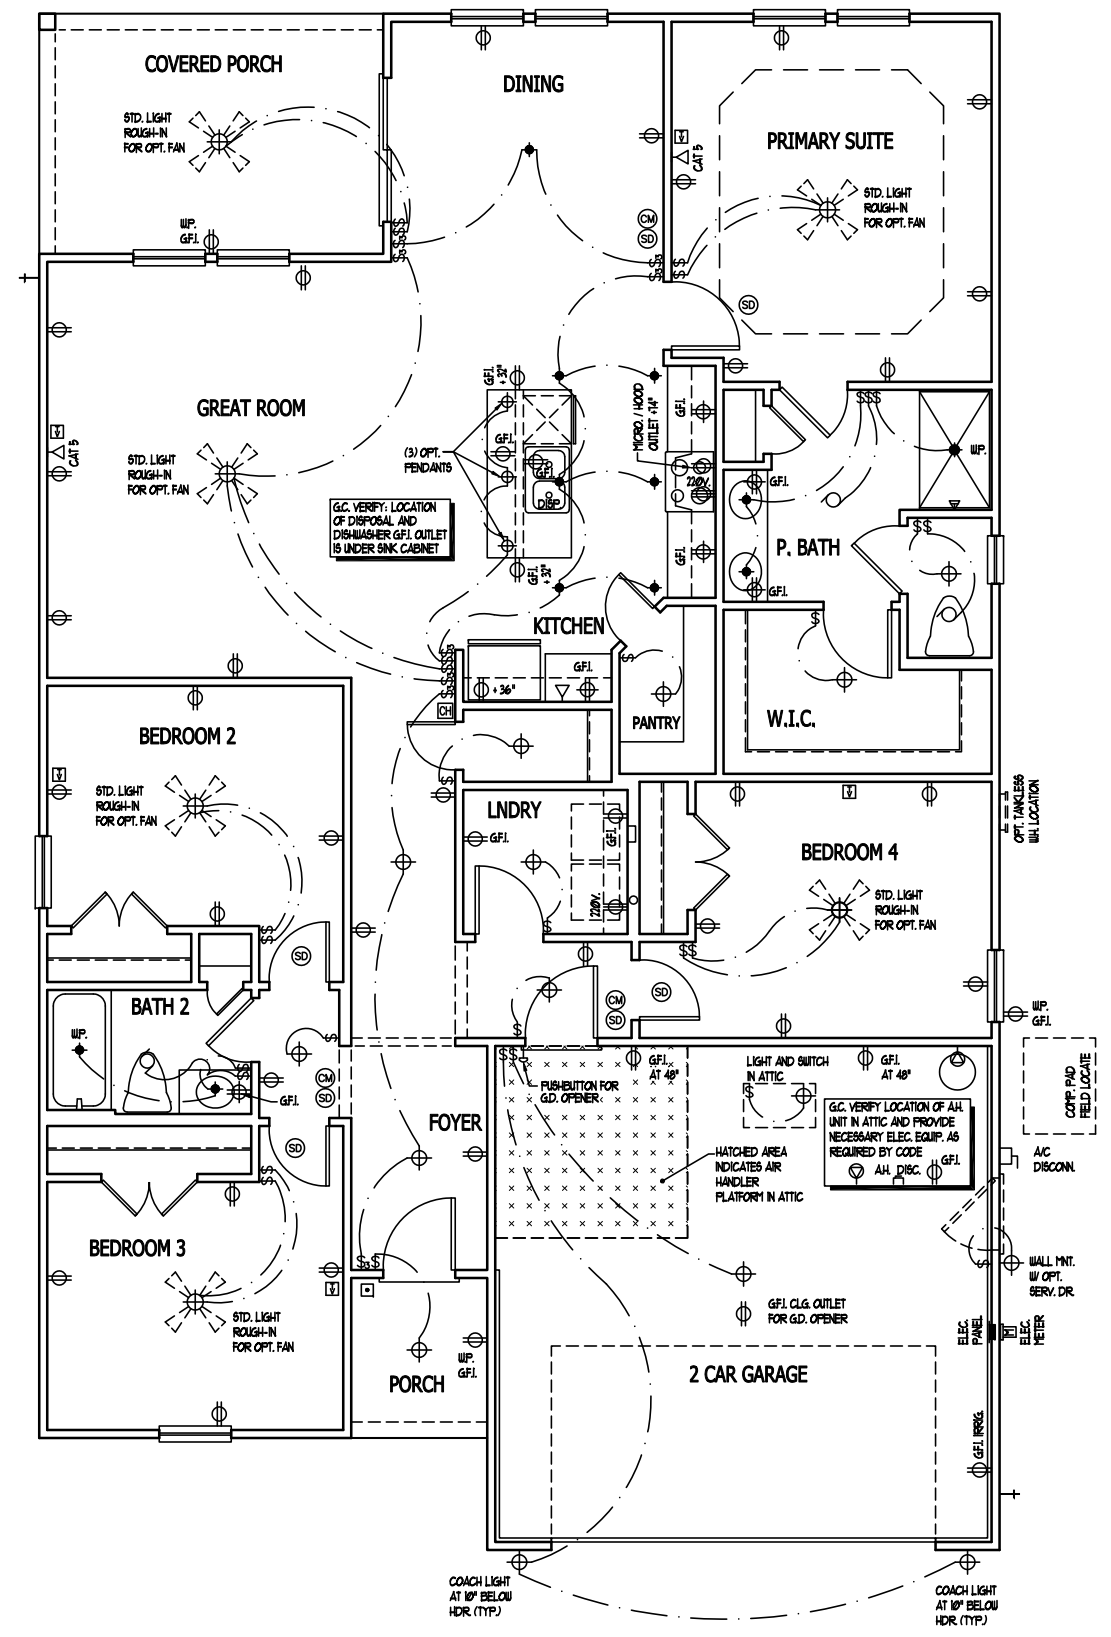 COVERED PORCH
STD. LIGHT
ROUGH-IN
FOR OPT. FAN
W.P.
G.F.I.
DINING
PRIMARY SUITE
CAT 5
STD. LIGHT
ROUGH-IN
FOR OPT. FAN
CM
SD
SD
GREAT ROOM
CAT 5
STD. LIGHT
ROUGH-IN
FOR OPT. FAN
(3) OPT.
PENDANTS
G.C. VERIFY: LOCATION
OF DISPOSAL AND
DISHWASHER G.F.I. OUTLET
IS UNDER SINK CABINET
G.F.I.
+ 32"
G.F.I.
G.F.I.
DISP
G.F.I.
+ 32"
MICRO. / HOOD
OUTLET +74"
G.F.I.
220V.
G.F.I.
KITCHEN
G.F.I.
+ 36"
CH
PANTRY
G.F.I.
W.P.
P. BATH
G.F.I.
W.I.C.
BEDROOM 2
STD. LIGHT
ROUGH-IN
FOR OPT. FAN
LNDRY
G.F.I.
G.F.I.
220V.
BEDROOM 4
STD. LIGHT
ROUGH-IN
FOR OPT. FAN
OPT. TANKLESS
W.H. LOCATION
SD
BATH 2
W.P.
G.F.I.
CM
SD
SD
CM
SD
SD
W.P.
G.F.I.
FOYER
PUSHBUTTON FOR
G.D. OPENER
G.F.I.
AT 48"
LIGHT AND SWITCH
IN ATTIC
G.F.I.
AT 48"
G.C. VERIFY LOCATION OF A.H.
UNIT IN ATTIC AND PROVIDE
NECESSARY ELEC. EQUIP. AS
REQUIRED BY CODE
A.H. DISC.
G.F.I.
COMP. PAD
FIELD LOCATE
A/C
DISCONN.
HATCHED AREA
INDICATES AIR
HANDLER
PLATFORM IN ATTIC
BEDROOM 3
STD. LIGHT
ROUGH-IN
FOR OPT. FAN
WALL MNT.
W/ OPT.
SERV. DR.
G.F.I. CLG. OUTLET
FOR G.D. OPENER
ELEC.
PANEL
M
ELEC.
METER
W.P.
G.F.I.
PORCH
2 CAR GARAGE
G.F.I. IRRIG.
COACH LIGHT
AT 10" BELOW
HDR. (TYP.)
COACH LIGHT
AT 10" BELOW
HDR. (TYP.)